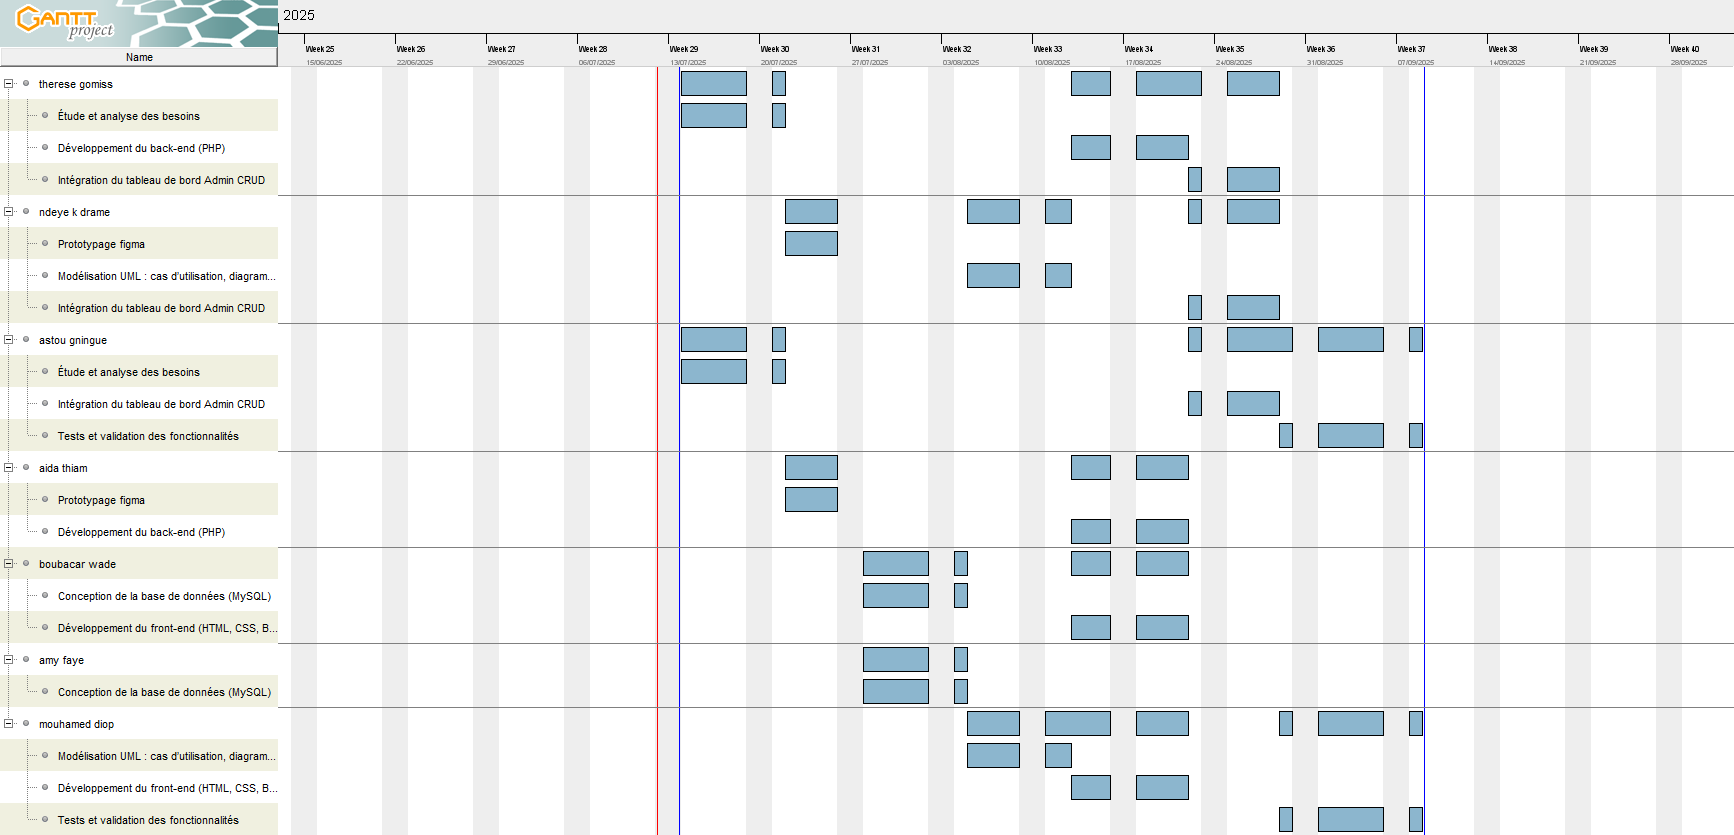 GANTT
project
2025
Name
Week 25
Week 26
Week 27
Week 28
Week 29
Week 30
Week 31
Week 32
Week 33
Week 34
Week 35
Week 36
Week 37
Week 38
Week 39
Week 40
15/06/2025
22/06/2025
29/06/2025
06/07/2025
13/07/2025
20/07/2025
27/07/2025
03/08/2025
10/08/2025
17/08/2025
24/08/2025
31/08/2025
07/09/2025
14/09/2025
21/09/2025
28/09/2025
therese gomiss
Étude et analyse des besoins
Développement du back-end (PHP)
Intégration du tableau de bord Admin CRUD
ndeye k drame
Prototypage figma
Modélisation UML : cas d'utilisation, diagram...
Intégration du tableau de bord Admin CRUD
astou gningue
Étude et analyse des besoins
Intégration du tableau de bord Admin CRUD
Tests et validation des fonctionnalités
aida thiam
Prototypage figma
Développement du back-end (PHP)
boubacar wade
Conception de la base de données (MySQL)
Développement du front-end (HTML, CSS, B...
amy faye
Conception de la base de données (MySQL)
mouhamed diop
Modélisation UML : cas d'utilisation, diagram...
Développement du front-end (HTML, CSS, B...
Tests et validation des fonctionnalités